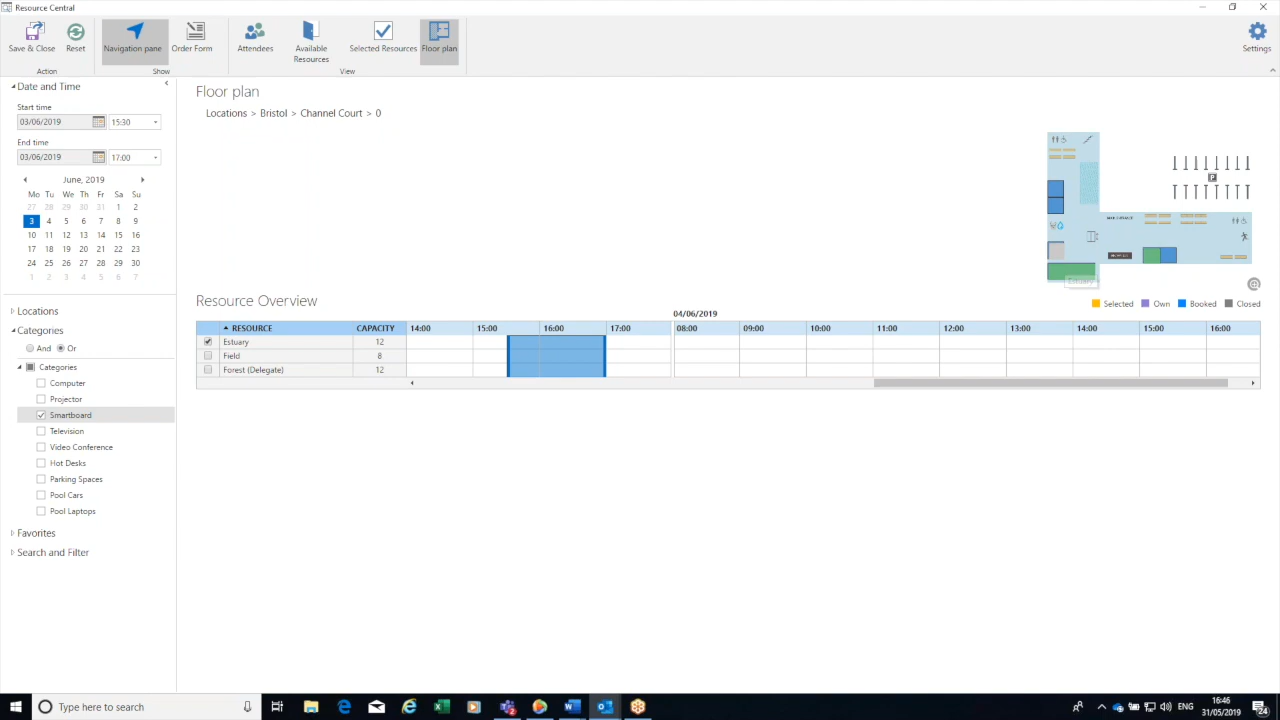 Resource Central
Save & Close
Reset
Navigation pane
Order Form
Attendees
Available
Resources
Selected Resources
Floor plan
Settings
Action
Show
View
Date and Time
Start time
03/06/2019 15:30
End time
03/06/2019 17:00
June, 2019
Mo Tu We Th Fr Sa Su
27 28 29 30 31 1 2
3 4 5 6 7 8 9
10 11 12 13 14 15 16
17 18 19 20 21 22 23
24 25 26 27 28 29 30
1 2 3 4 5 6 7
Locations
Categories
And Or
Categories
Computer
Projector
Smartboard
Television
Video Conference
Hot Desks
Parking Spaces
Pool Cars
Pool Laptops
Favorites
Search and Filter
Floor plan
Locations > Bristol > Channel Court > 0
P
Estuary
Resource Overview
Selected Own Booked Closed
04/06/2019
RESOURCE CAPACITY 14:00 15:00 16:00 17:00 08:00 09:00 10:00 11:00 12:00 13:00 14:00 15:00 16:00
Estuary 12
Field 8
Forest (Delegate) 12
Type here to search
ENG
16:46
31/05/2019
24